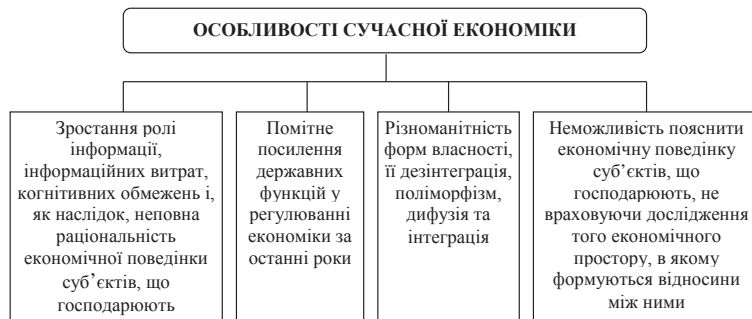 ОСОБЛИВОСТІ СУЧАСНОЇ ЕКОНОМІКИ
Зростання ролі
інформації,
інформаційних витрат,
когнітивних обмежень і,
як наслідок, неповна
раціональність
економічної поведінки
суб’єктів, що
господарюють
Помітне
посилення
державних
функцій у
регулюванні
економіки за
останні роки
Різноманітність
форм власності,
її дезінтеграція,
поліморфізм,
дифузія та
інтеграція
Неможливість пояснити
економічну поведінку
суб’єктів, що
господарюють, не
враховуючи дослідження
того економічного
простору, в якому
формуються відносини
між ними